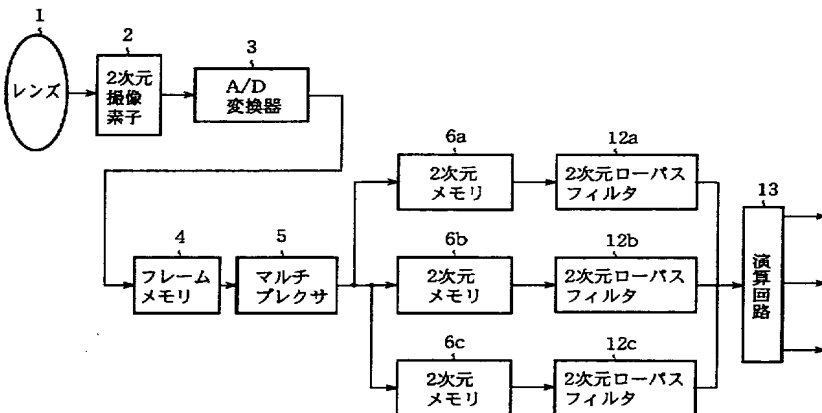 1
レンズ
2
2次元
撮像
素子
3
A/D
変換器
4
フレーム
メモリ
5
マルチ
プレクサ
6a
2次元
メモリ
12a
2次元ローパス
フィルタ
6b
2次元
メモリ
12b
2次元ローパス
フィルタ
6c
2次元
メモリ
12c
2次元ローパス
フィルタ
13
演算回路